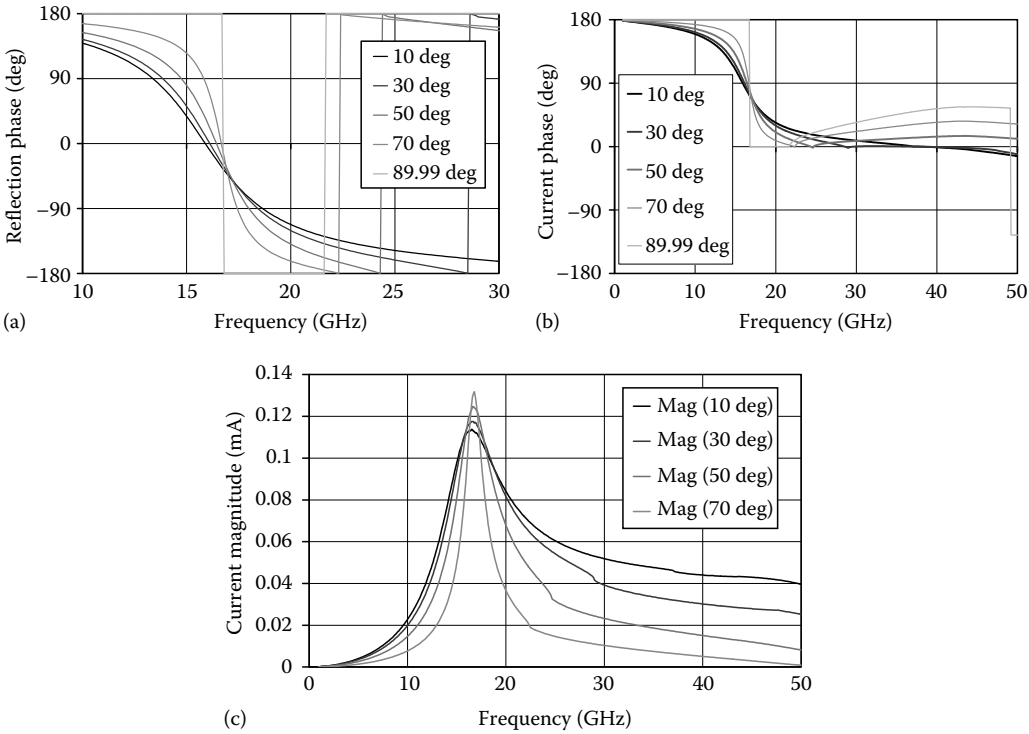 180
90
0
−90
−180
Reflection phase (deg)
10 deg
30 deg
50 deg
70 deg
89.99 deg
10
15
20
25
30
Frequency (GHz)
(a)
180
90
0
−90
−180
Current phase (deg)
10 deg
30 deg
50 deg
70 deg
89.99 deg
0
10
20
30
40
50
Frequency (GHz)
(b)
0.14
0.12
0.1
0.08
0.06
0.04
0.02
0
Current magnitude (mA)
Mag (10 deg)
Mag (30 deg)
Mag (50 deg)
Mag (70 deg)
0
10
20
30
40
50
Frequency (GHz)
(c)